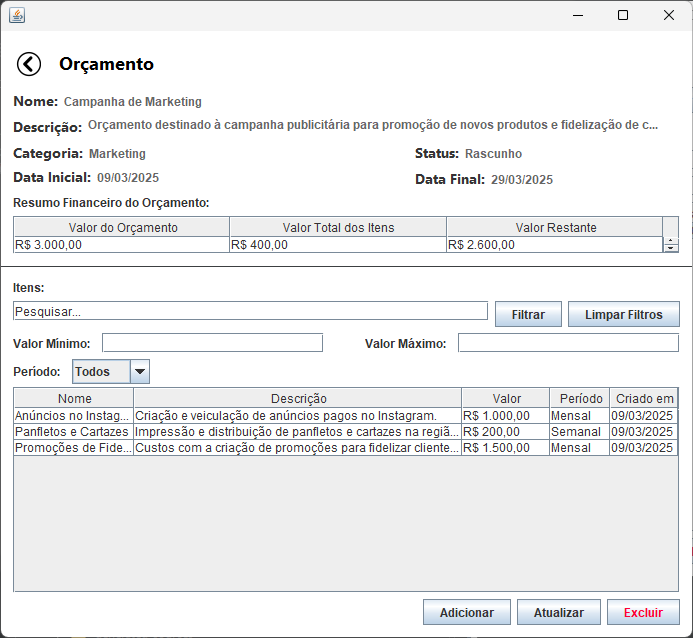 Orçamento
Nome: Campanha de Marketing
Descrição: Orçamento destinado à campanha publicitária para promoção de novos produtos e fidelização de c...
Categoria: Marketing Status: Rascunho
Data Inicial: 09/03/2025 Data Final: 29/03/2025
Resumo Financeiro do Orçamento:
Valor do Orçamento Valor Total dos Itens Valor Restante
R$ 3.000,00 R$ 400,00 R$ 2.600,00
Itens:
Pesquisar... Filtrar Limpar Filtros
Valor Mínimo: Valor Máximo:
Período: Todos
Nome Descrição Valor Período Criado em
Anúncios no Instag... Criação e veiculação de anúncios pagos no Instagram. R$ 1.000,00 Mensal 09/03/2025
Panfletos e Cartazes Impressão e distribuição de panfletos e cartazes na regiã... R$ 200,00 Semanal 09/03/2025
Promoções de Fide... Custos com a criação de promoções para fidelizar cliente... R$ 1.500,00 Mensal 09/03/2025
Adicionar Atualizar Excluir